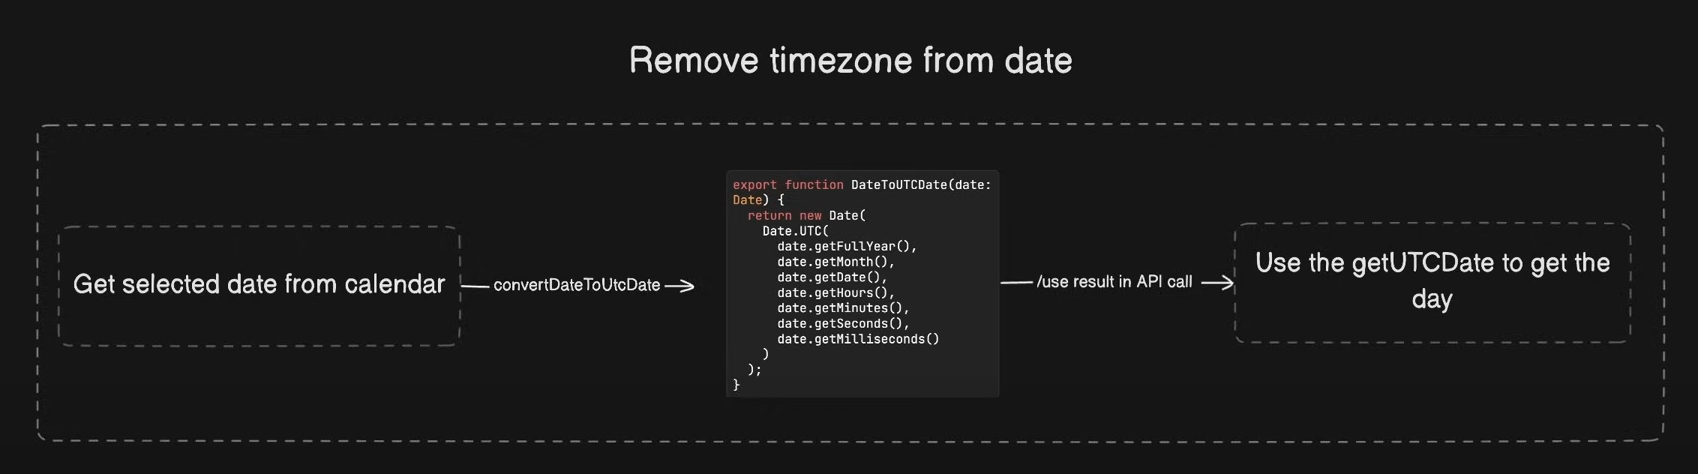 Remove timezone from date
Get selected date from calendar
convertDateToUtcDate
export function DateToUTCDate(date:
Date) {
  return new Date(
    Date.UTC(
      date.getFullYear(),
      date.getMonth(),
      date.getDate(),
      date.getHours(),
      date.getMinutes(),
      date.getSeconds(),
      date.getMilliseconds()
    )
  );
}
/use result in API call
Use the getUTCDate to get the
day